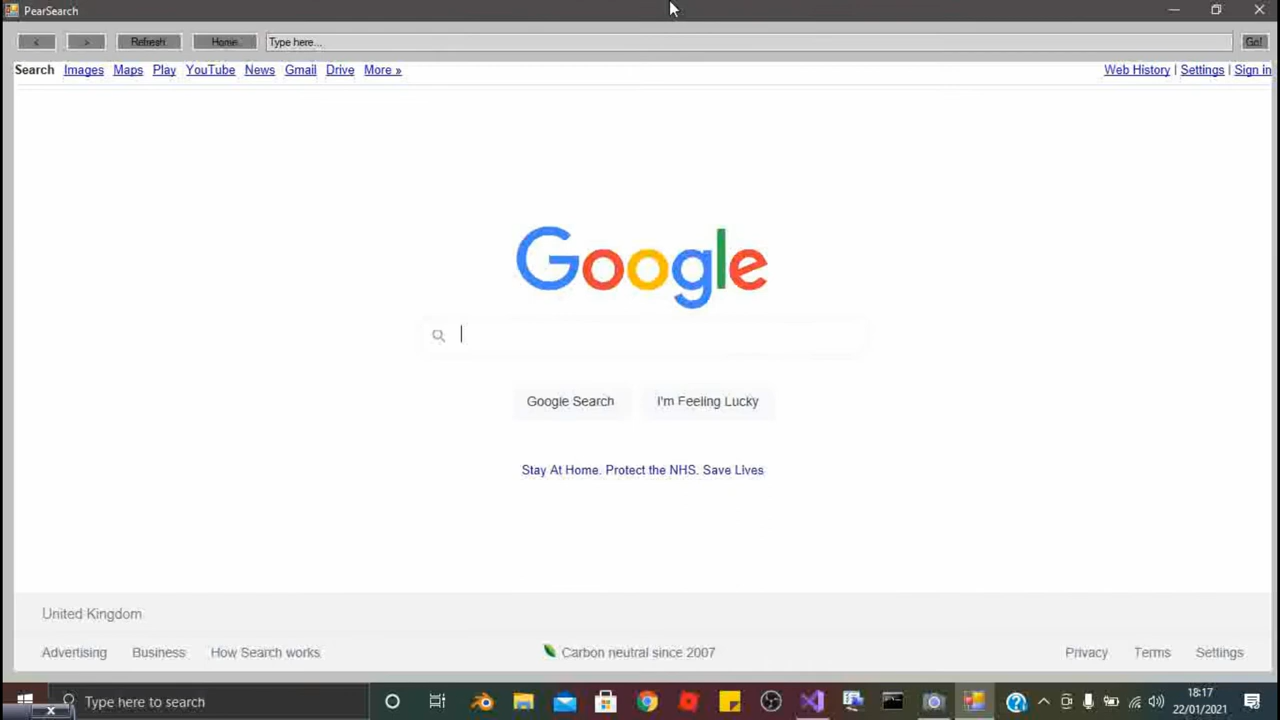 PearSearch
< > Refresh Home Type here... Go!
Search Images Maps Play YouTube News Gmail Drive More » Web History | Settings | Sign in
Google
Google Search I'm Feeling Lucky
Stay At Home. Protect the NHS. Save Lives
United Kingdom
Advertising Business How Search works Carbon neutral since 2007 Privacy Terms Settings
Type here to search
18:17
22/01/2021